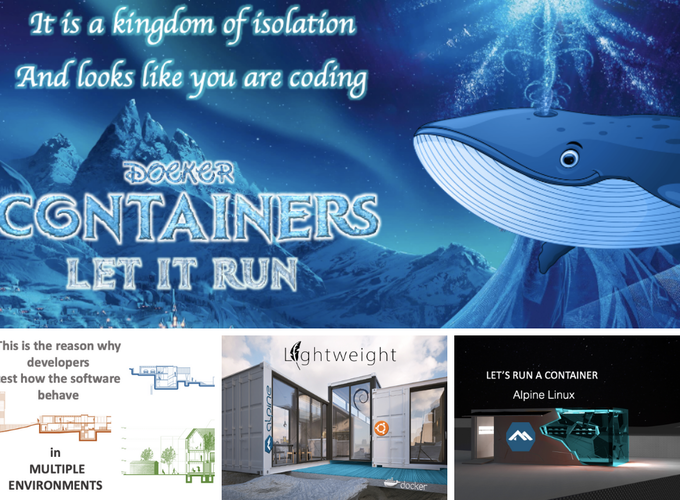 It is a kingdom of isolation
And looks like you are coding
DOCKER
CONTAINERS
LET IT RUN
This is the reason why
developers
test how the software
behave
in
MULTIPLE
ENVIRONMENTS
Lightweight
alpine
docker
LET'S RUN A CONTAINER
Alpine Linux